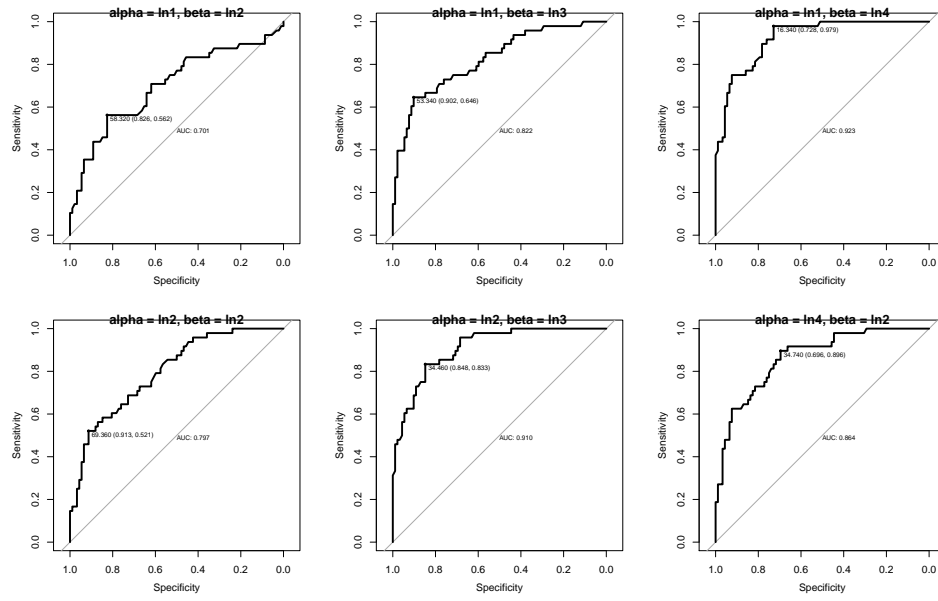 alpha = ln1, beta = ln2
Sensitivity
0.0 0.2 0.4 0.6 0.8 1.0
58.320 (0.826, 0.562)
AUC: 0.701
1.0 0.8 0.6 0.4 0.2 0.0
Specificity
alpha = ln1, beta = ln3
Sensitivity
0.0 0.2 0.4 0.6 0.8 1.0
53.340 (0.902, 0.646)
AUC: 0.822
1.0 0.8 0.6 0.4 0.2 0.0
Specificity
alpha = ln1, beta = ln4
Sensitivity
0.0 0.2 0.4 0.6 0.8 1.0
16.340 (0.728, 0.979)
AUC: 0.923
1.0 0.8 0.6 0.4 0.2 0.0
Specificity
alpha = ln2, beta = ln2
Sensitivity
0.0 0.2 0.4 0.6 0.8 1.0
69.360 (0.913, 0.521)
AUC: 0.797
1.0 0.8 0.6 0.4 0.2 0.0
Specificity
alpha = ln2, beta = ln3
Sensitivity
0.0 0.2 0.4 0.6 0.8 1.0
34.460 (0.848, 0.833)
AUC: 0.910
1.0 0.8 0.6 0.4 0.2 0.0
Specificity
alpha = ln4, beta = ln2
Sensitivity
0.0 0.2 0.4 0.6 0.8 1.0
34.740 (0.696, 0.896)
AUC: 0.864
1.0 0.8 0.6 0.4 0.2 0.0
Specificity